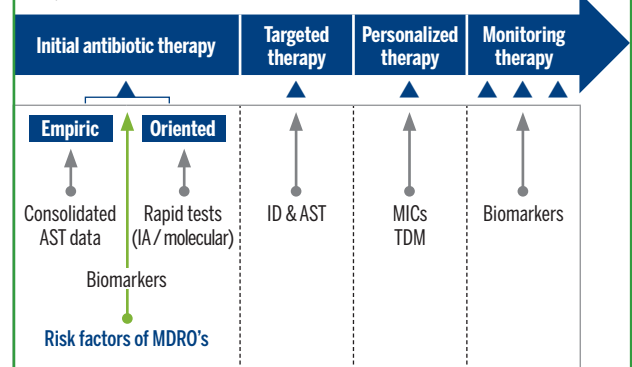 Initial antibiotic therapy
Targeted
therapy
Personalized
therapy
Monitoring
therapy
Empiric
Oriented
Consolidated
AST data
Rapid tests
(IA / molecular)
ID & AST
MICs
TDM
Biomarkers
Biomarkers
Risk factors of MDRO's